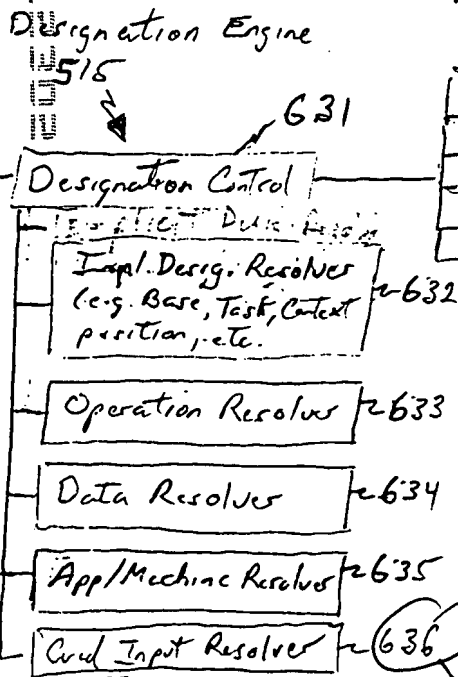 Designation Engine
515
631
Designation Control
Impl. Desig. Resolver
(e.g. Base, Task, Context
position, etc.
632
Operation Resolver
633
Data Resolver
634
App/Machine Resolver
635
Input Resolver
636